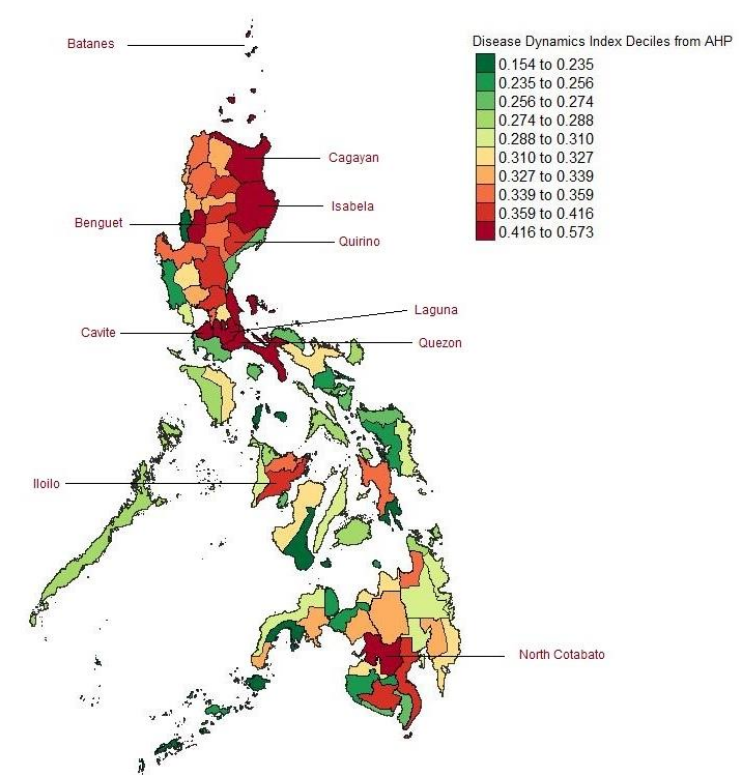 Batanes
Disease Dynamics Index Deciles from AHP
0.154 to 0.235
0.235 to 0.256
0.256 to 0.274
0.274 to 0.288
0.288 to 0.310
0.310 to 0.327
0.327 to 0.339
0.339 to 0.359
0.359 to 0.416
0.416 to 0.573
Cagayan
Isabela
Benguet
Quirino
Laguna
Cavite
Quezon
Iloilo
North Cotabato